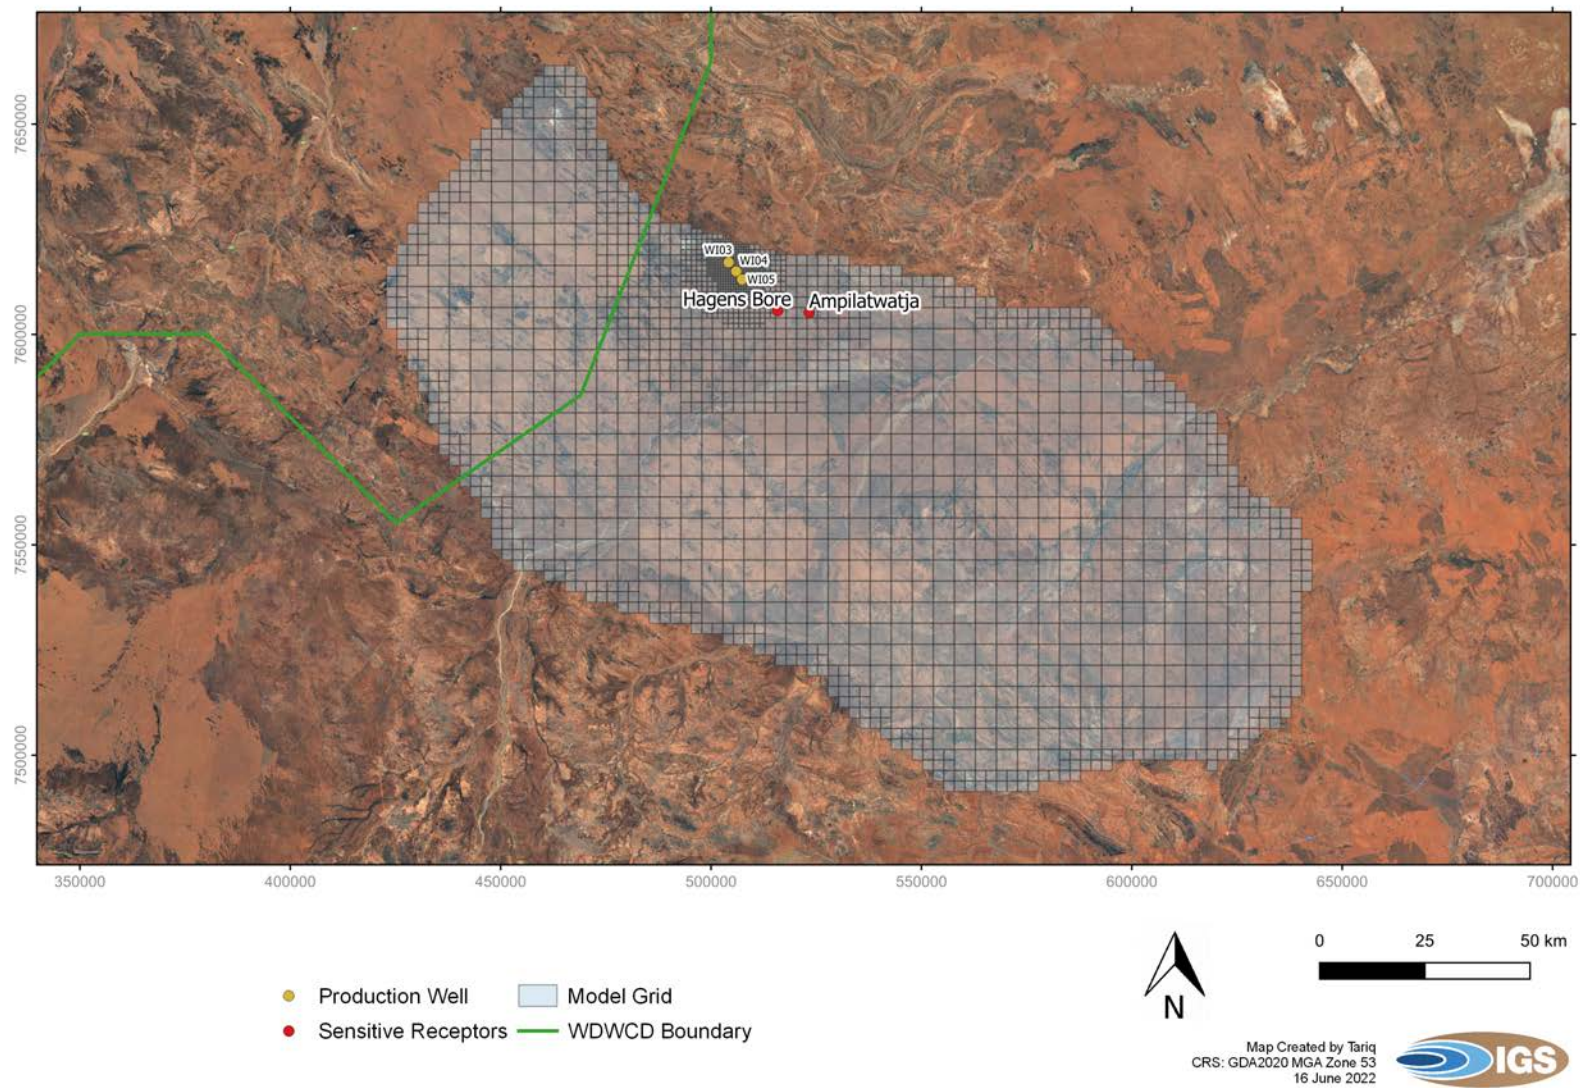 7650000
7600000
7550000
7500000
WI03
WI04
WI05
Hagens Bore
Ampilatwatja
350000
400000
450000
500000
550000
600000
650000
700000
Production Well
Sensitive Receptors
Model Grid
WDWCD Boundary
N
0 25 50 km
Map Created by Tariq
CRS: GDA2020 MGA Zone 53
16 June 2022
IGS